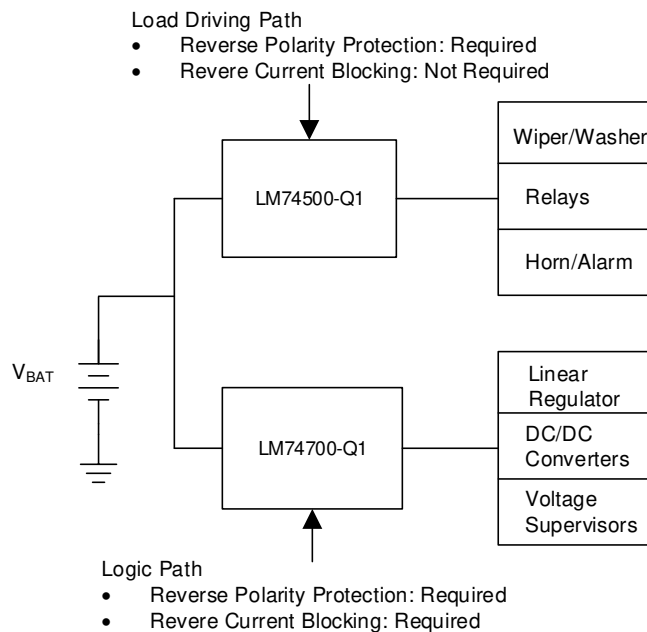 Load Driving Path
• Reverse Polarity Protection: Required
• Revere Current Blocking: Not Required
LM74500-Q1
Wiper/Washer
Relays
Horn/Alarm
VBAT
LM74700-Q1
Linear
Regulator
DC/DC
Converters
Voltage
Supervisors
Logic Path
• Reverse Polarity Protection: Required
• Revere Current Blocking: Required